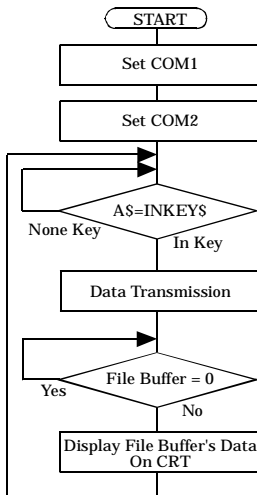 START
Set COM1
Set COM2
A$=INKEY$
None Key
In Key
Data Transmission
File Buffer = 0
Yes
No
Display File Buffer's Data
On CRT